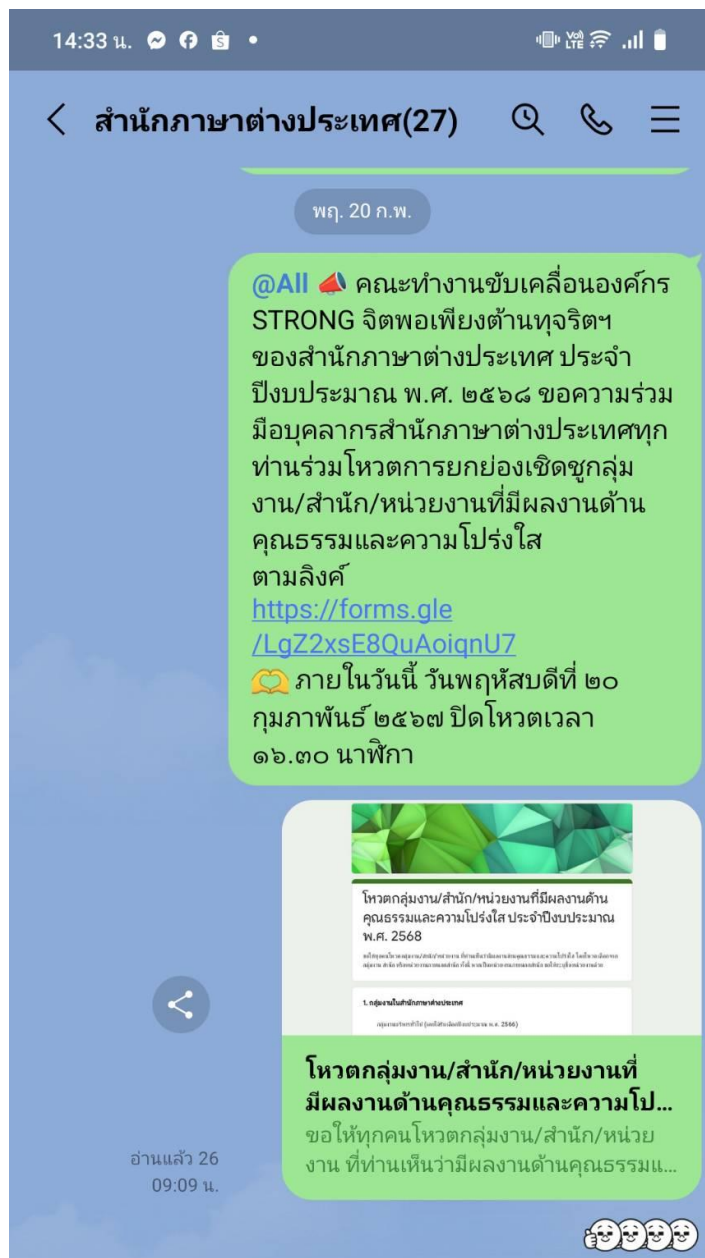 14:33 น.
Vo) LTE
สำนักภาษาต่างประเทศ(27)
พฤ. 20 ก.พ.
@All 📣 คณะทำงานขับเคลื่อนองค์กร
STRONG จิตพอเพียงต้านทุจริตฯ
ของสำนักภาษาต่างประเทศ ประจำ
ปีงบประมาณ พ.ศ. ๒๕๖๘ ขอความร่วม
มือบุคลากรสำนักภาษาต่างประเทศทุก
ท่านร่วมโหวตการยกย่องเชิดชูกลุ่ม
งาน/สำนัก/หน่วยงานที่มีผลงานด้าน
คุณธรรมและความโปร่งใส
ตามลิงค์
https://forms.gle
/LgZ2xsE8QuAoiqnU7
🫶 ภายในวันนี้ วันพฤหัสบดีที่ ๒๐
กุมภาพันธ์ ๒๕๖๗ ปิดโหวตเวลา
๑๖.๓๐ นาฬิกา
โหวตกลุ่มงาน/สำนัก/หน่วยงานที่มีผลงานด้าน
คุณธรรมและความโปร่งใส ประจำปีงบประมาณ
พ.ศ. 2568
1. กลุ่มงานในสำนักภาษาต่างประเทศ
โหวตกลุ่มงาน/สำนัก/หน่วยงานที่
มีผลงานด้านคุณธรรมและความโป...
ขอให้ทุกคนโหวตกลุ่มงาน/สำนัก/หน่วย
งาน ที่ท่านเห็นว่ามีผลงานด้านคุณธรรมแ...
อ่านแล้ว 26
09:09 น.